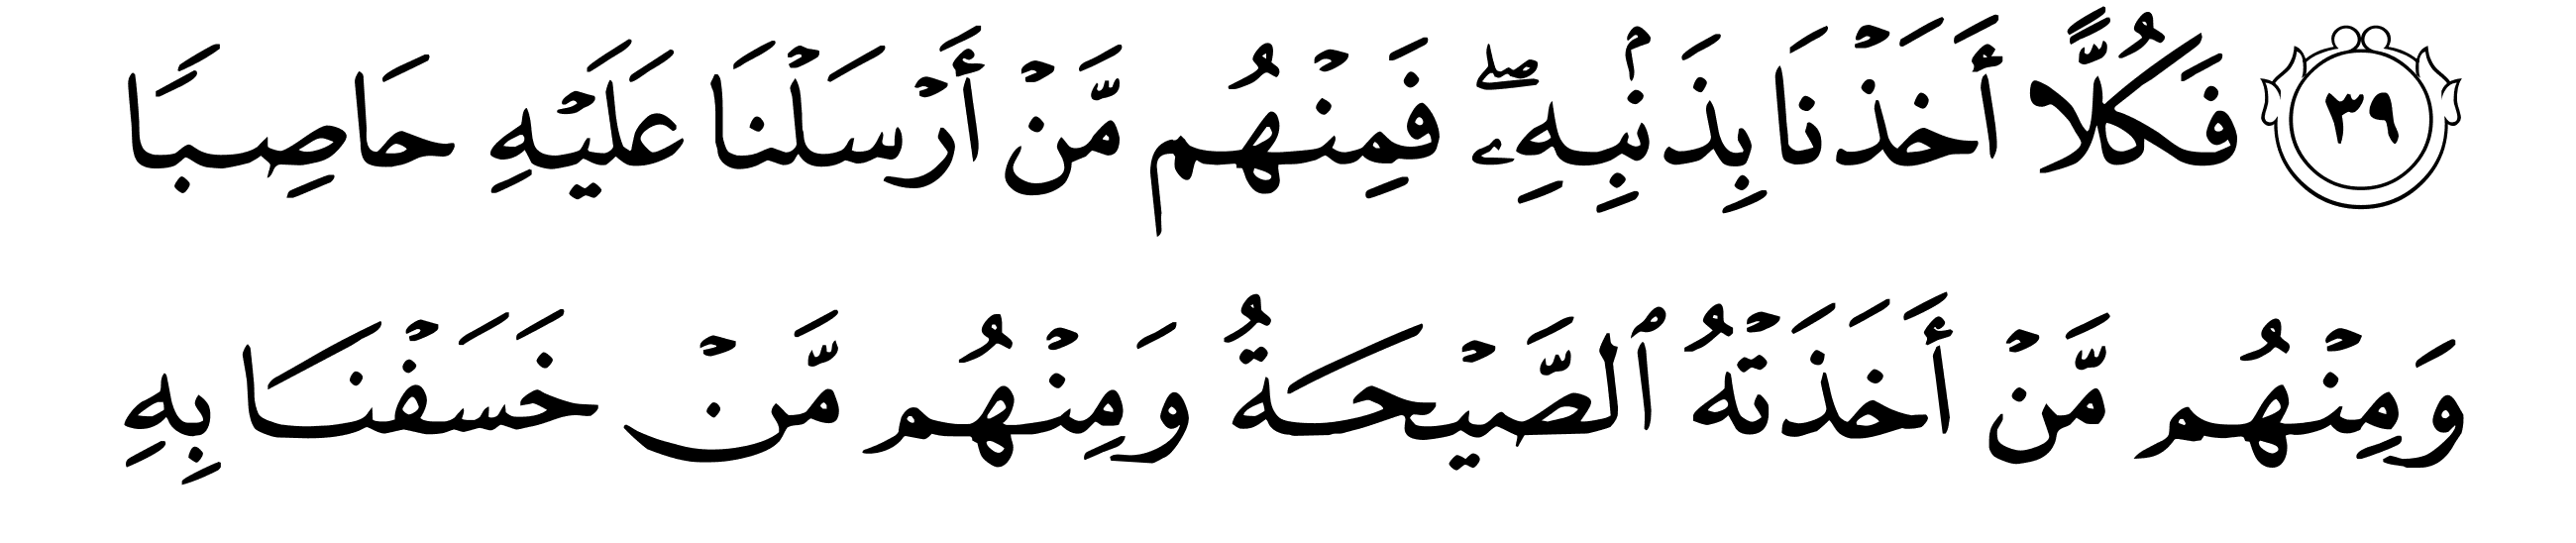 ٣٩ فَكُلًّا أَخَذْنَا بِذَنۢبِهِۦۖ فَمِنْهُم مَّنْ أَرْسَلْنَا عَلَيْهِ حَاصِبًا
وَمِنْهُم مَّنْ أَخَذَتْهُ ٱلصَّيْحَةُ وَمِنْهُم مَّنْ خَسَفْنَا بِهِ